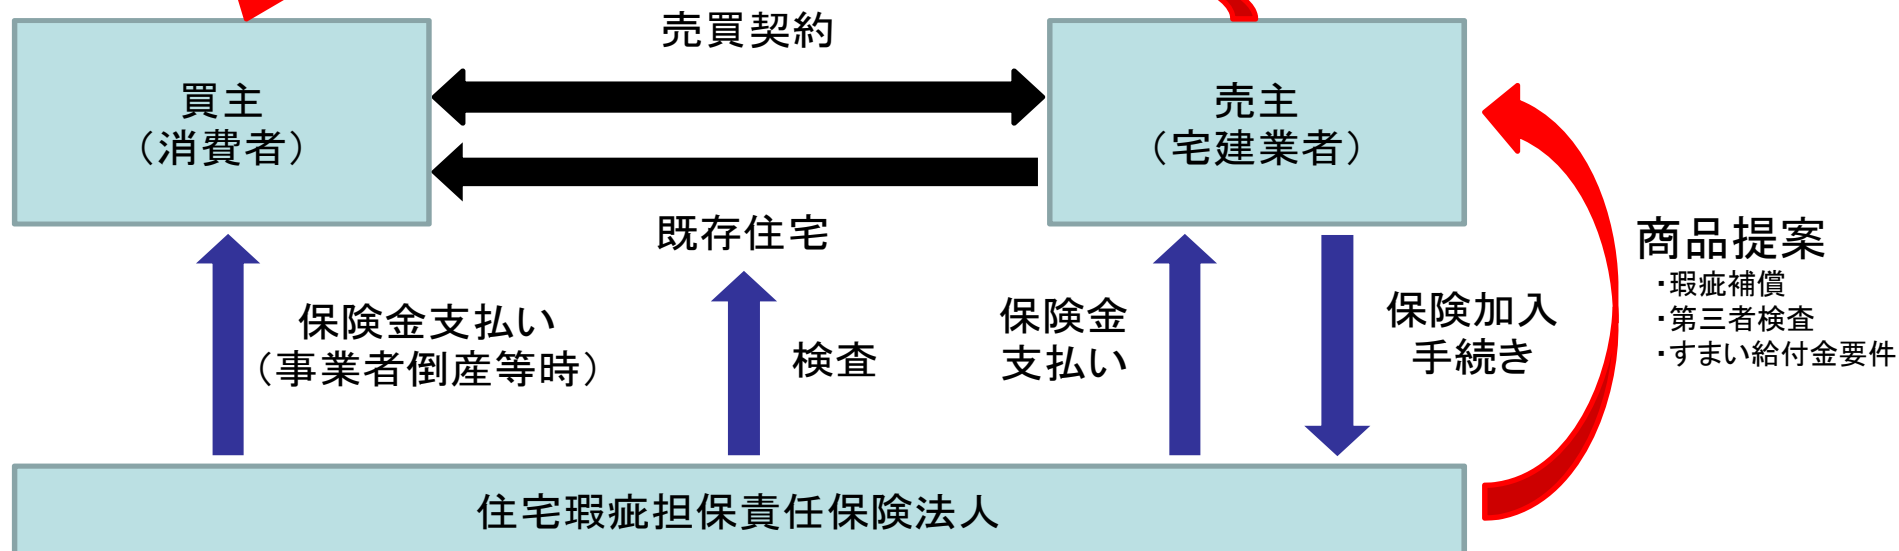 売買契約
買主
（消費者）
売主
（宅建業者）
既存住宅
商品提案
・瑕疵補償
・第三者検査
・すまい給付金要件
保険金支払い
（事業者倒産等時）
検査
保険金
支払い
保険加入
手続き
住宅瑕疵担保責任保険法人